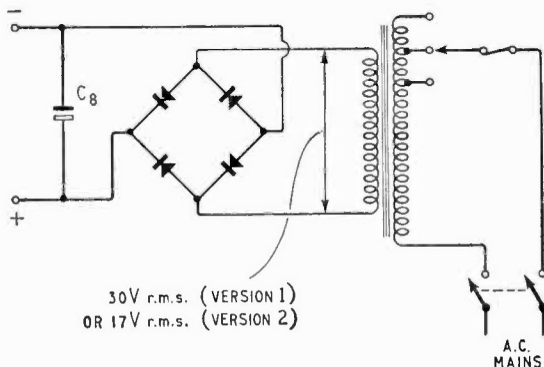 −
C8
+
30V r.m.s. (VERSION 1)
OR 17V r.m.s. (VERSION 2)
A.C.
MAINS